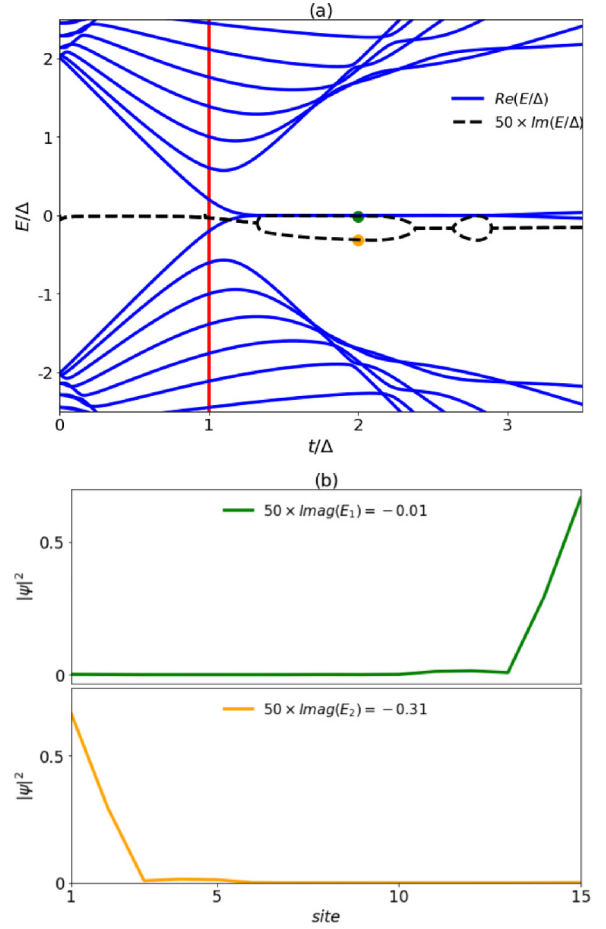 (a)
2
1
0
-1
-2
E/Δ
Re(E/Δ)
50 × Im(E/Δ)
0
1
2
3
t/Δ
(b)
50 × Imag(E₁) = −0.01
0.5
0
|ψ|²
50 × Imag(E₂) = −0.31
0.5
0
|ψ|²
1
5
10
15
site